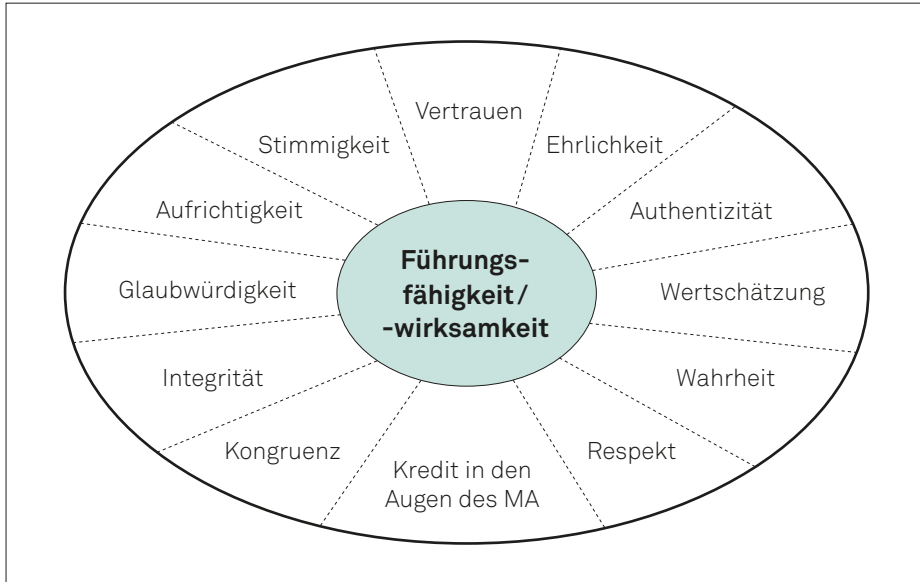 Vertrauen
Ehrlichkeit
Authentizität
Wertschätzung
Wahrheit
Respekt
Kredit in den
Augen des MA
Kongruenz
Integrität
Glaubwürdigkeit
Aufrichtigkeit
Stimmigkeit
Führungs-
fähigkeit/
-wirksamkeit